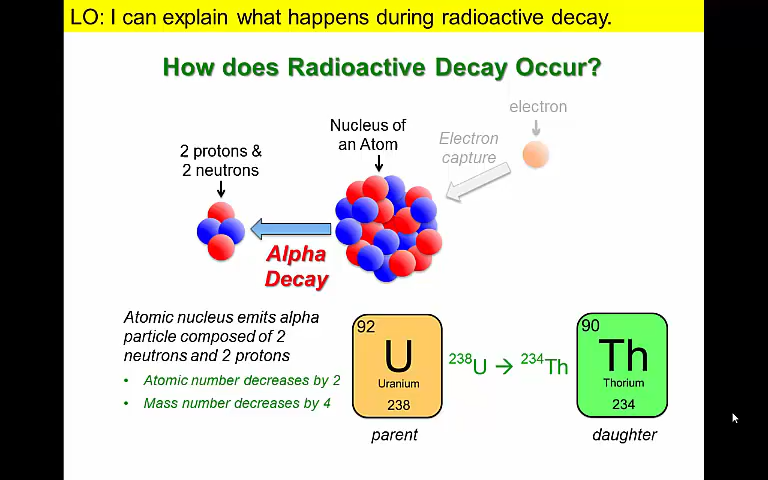 LO: I can explain what happens during radioactive decay.
How does Radioactive Decay Occur?
electron
Nucleus of
an Atom
Electron
capture
2 protons &
2 neutrons
Alpha
Decay
Atomic nucleus emits alpha
particle composed of 2
neutrons and 2 protons
• Atomic number decreases by 2
• Mass number decreases by 4
92
U
Uranium
238
parent
²³⁸U → ²³⁴Th
90
Th
Thorium
234
daughter